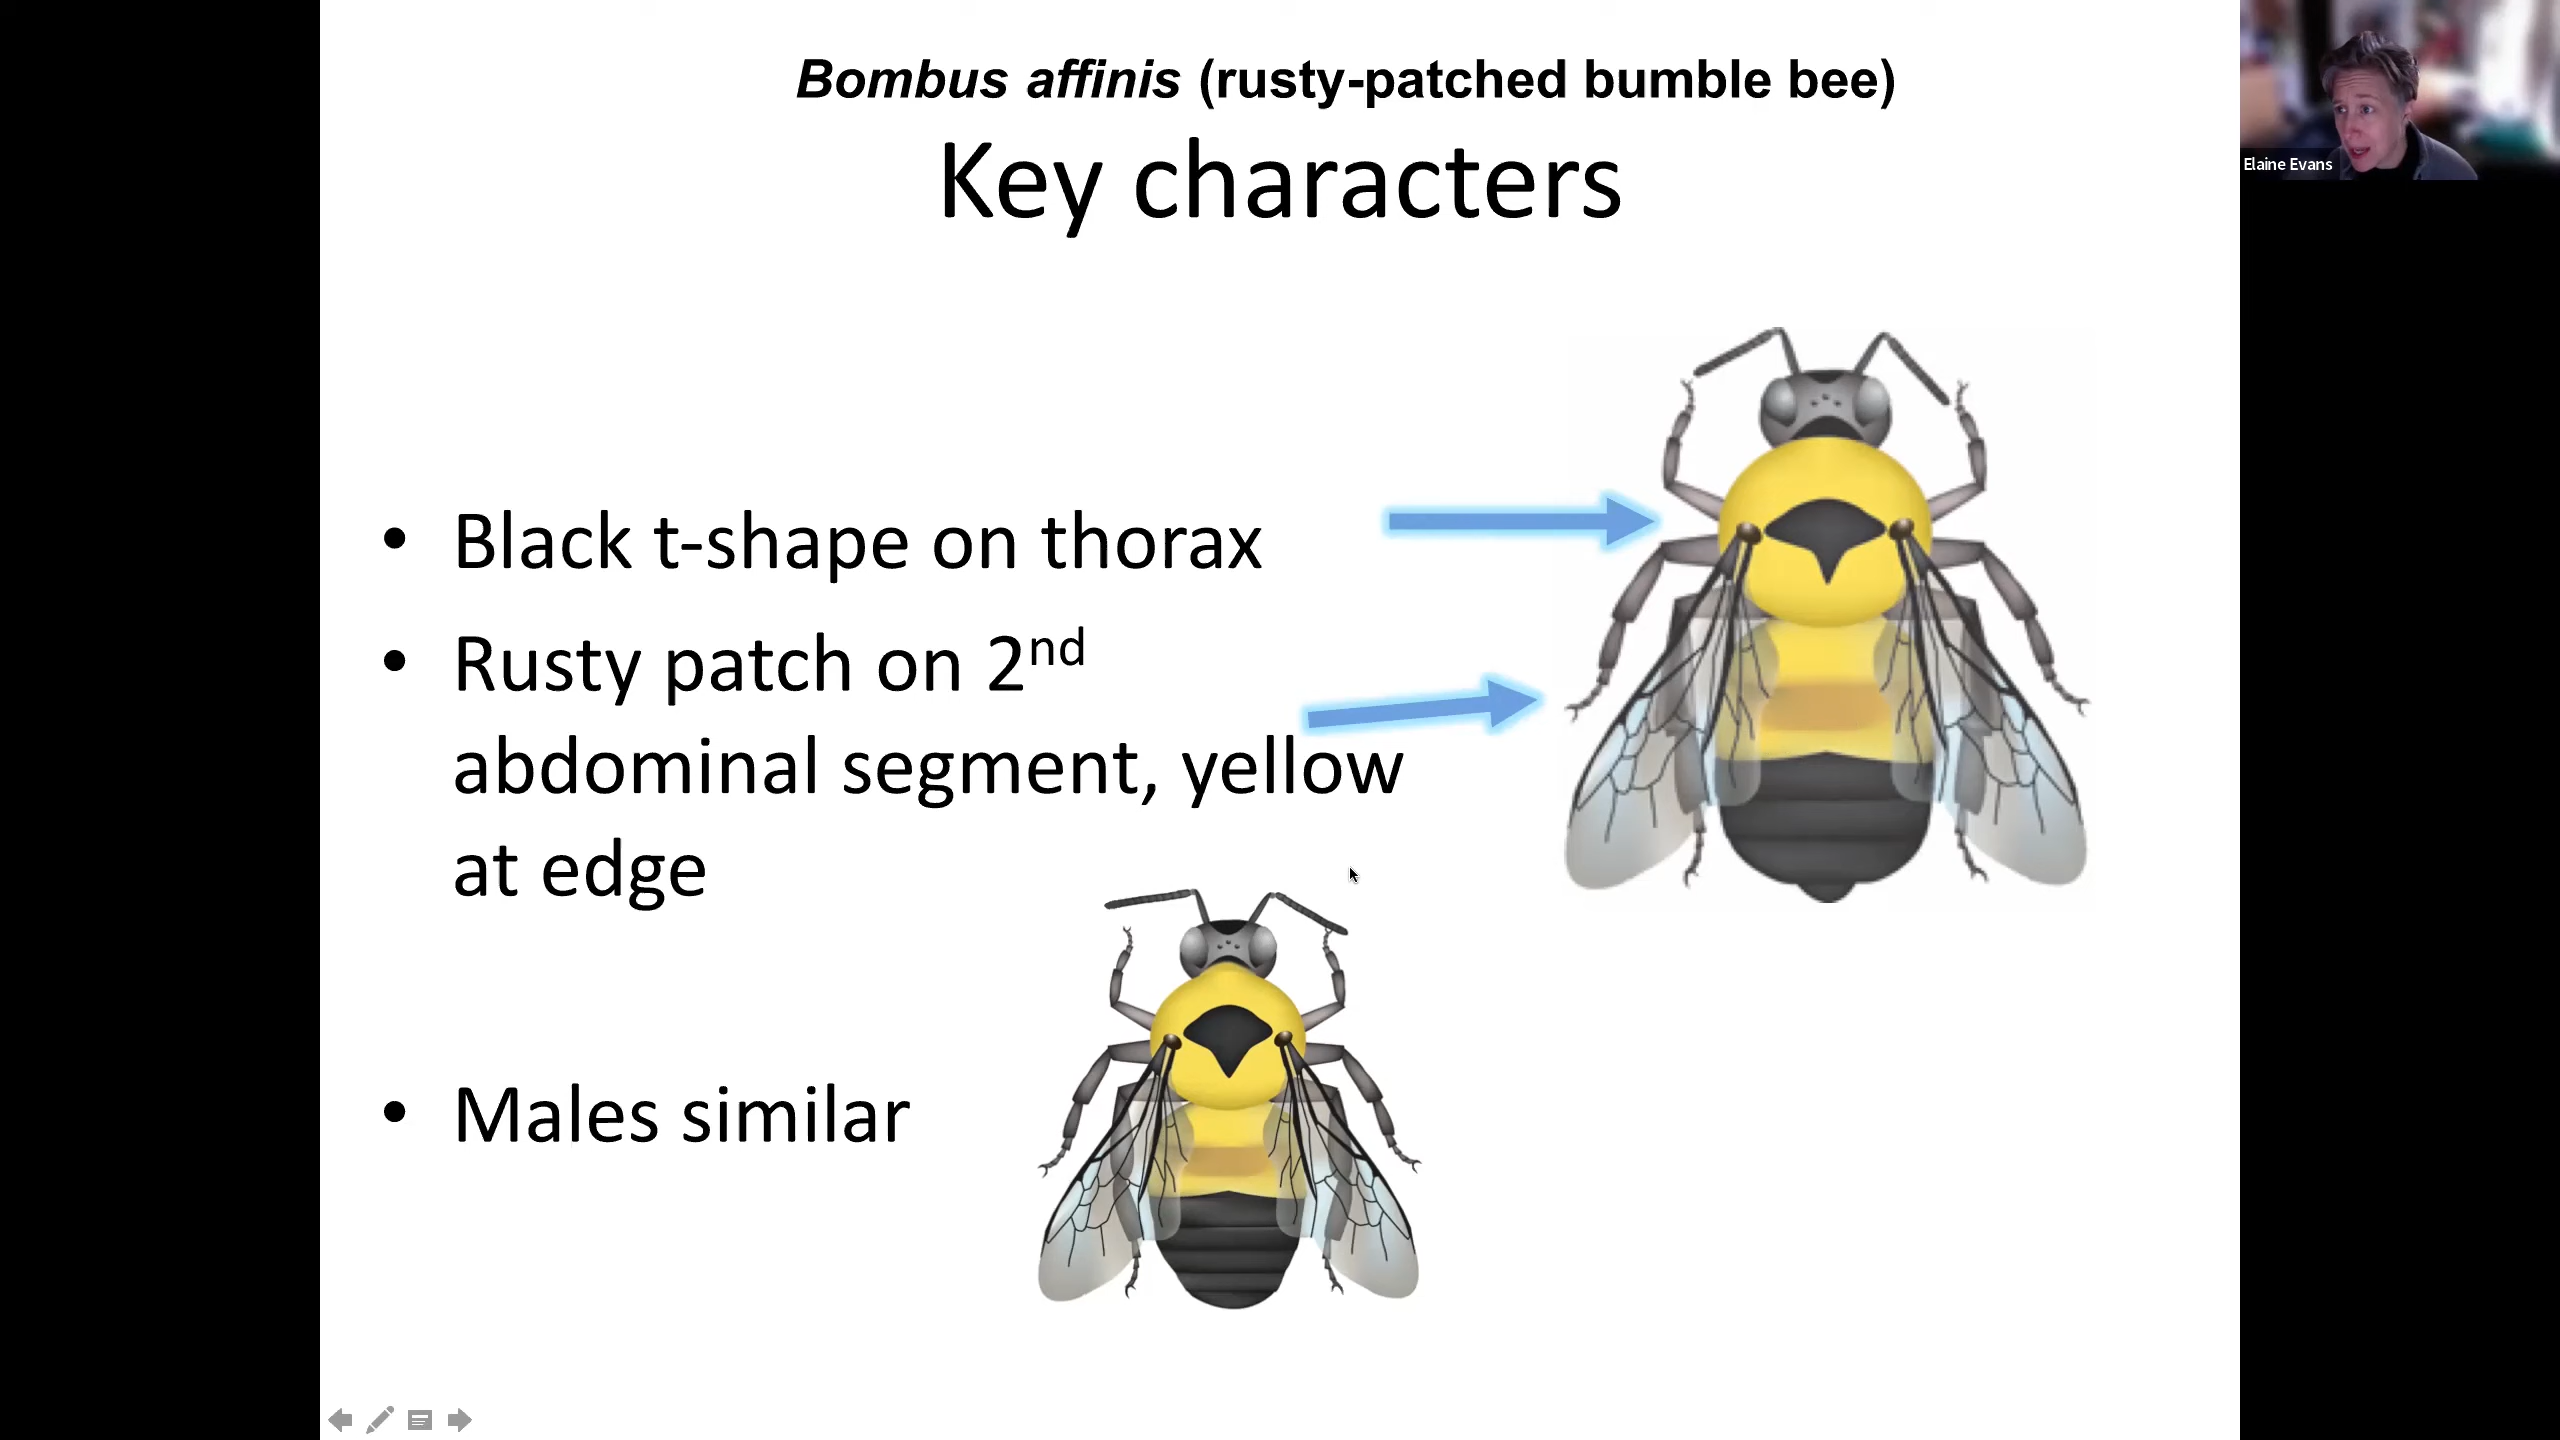 Bombus affinis (rusty-patched bumble bee)
Key characters
Elaine Evans
• Black t-shape on thorax
• Rusty patch on 2nd
abdominal segment, yellow
at edge
• Males similar